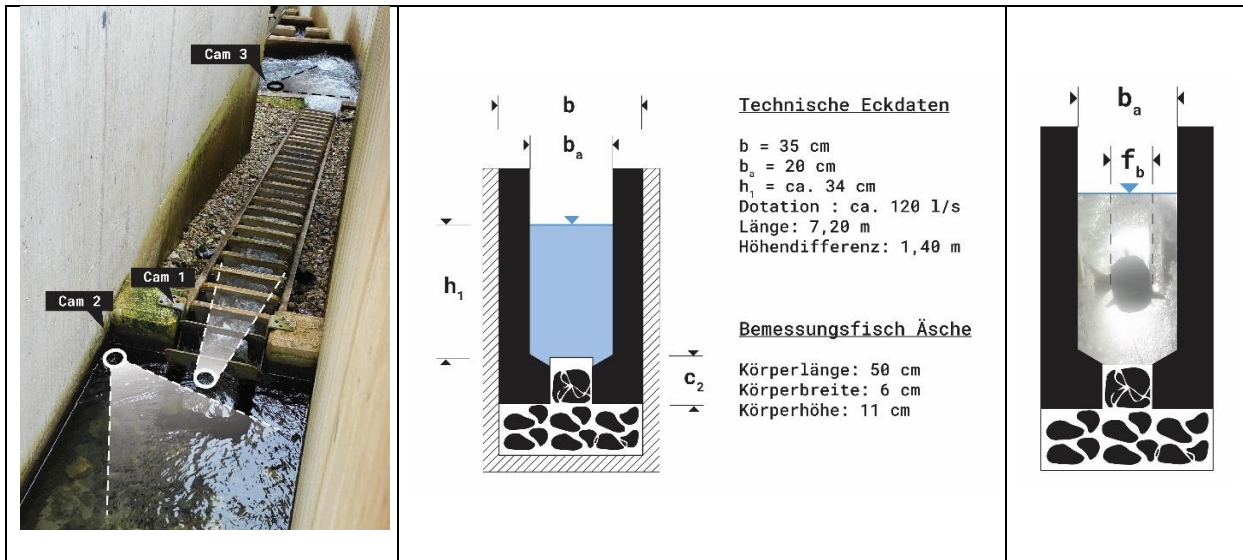 Cam 3
Cam 1
Cam 2
b
bₐ
h₁
c₂
Technische Eckdaten
b = 35 cm
bₐ = 20 cm
h₁ = ca. 34 cm
Dotation : ca. 120 l/s
Länge: 7,20 m
Höhendifferenz: 1,40 m
Bemessungsfisch Äsche
Körperlänge: 50 cm
Körperbreite: 6 cm
Körperhöhe: 11 cm
bₐ
f_b